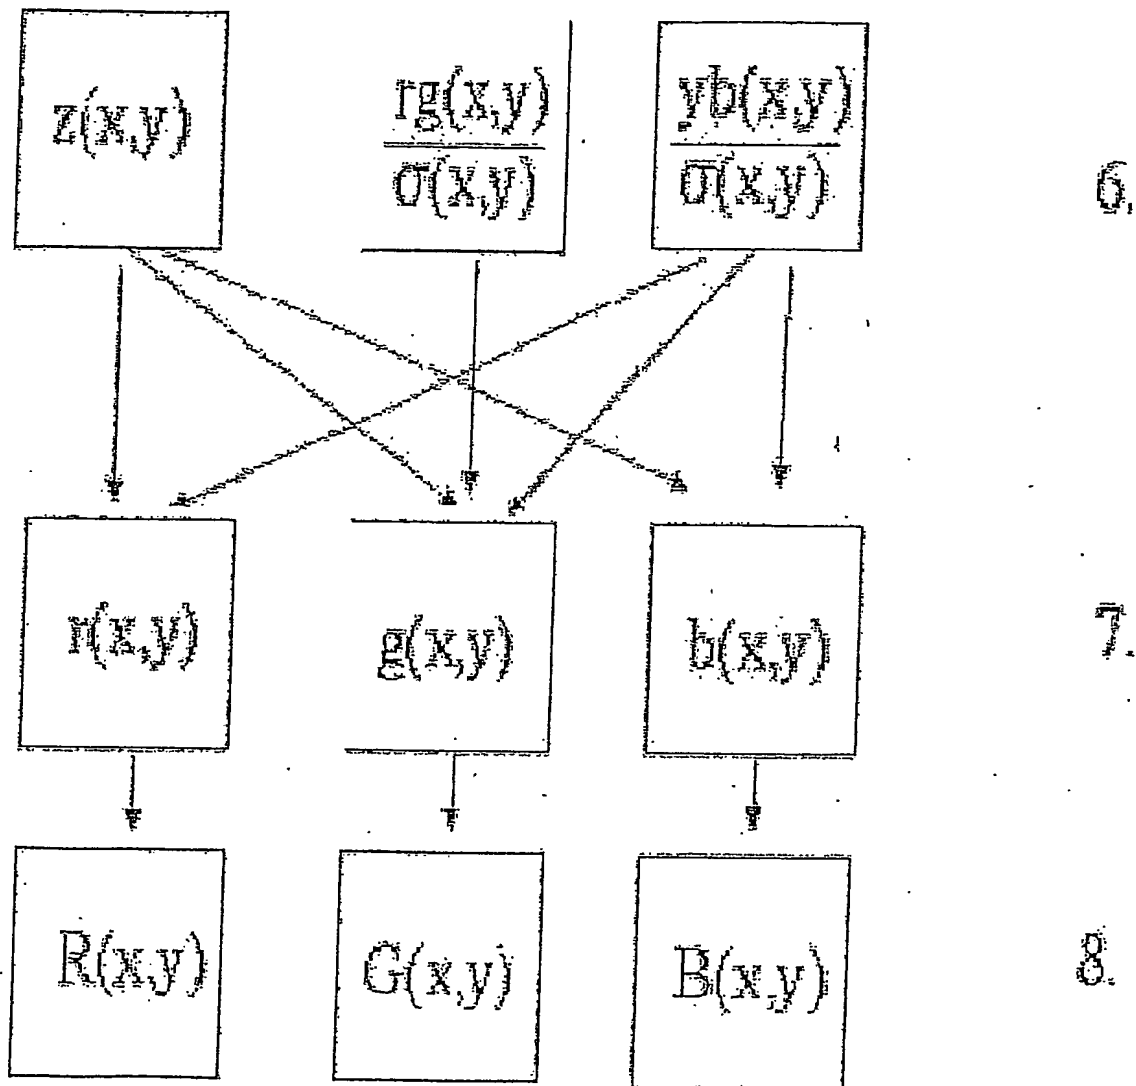 z(x,y) rg(x,y) yb(x,y)
σ(x,y) σ(x,y) 6.
r(x,y) g(x,y) b(x,y) 7.
R(x,y) G(x,y) B(x,y) 8.